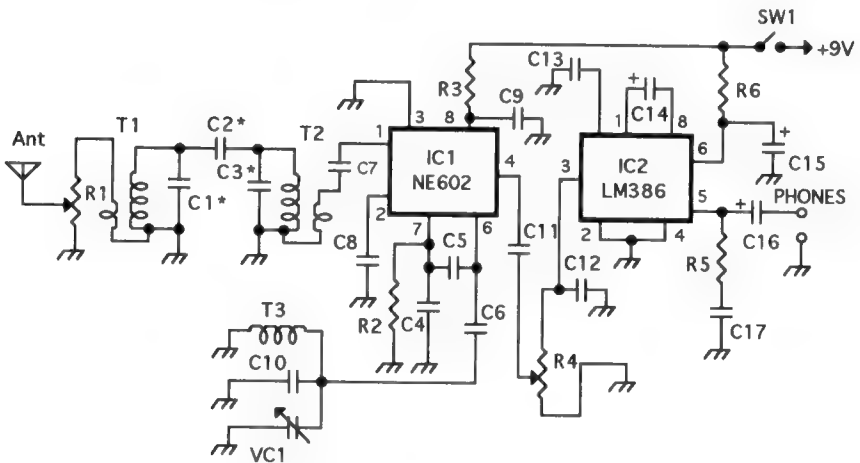 SW1
+9V
C13
+
C14
R3
R6
C9
1
8
3
8
T1
C2*
T2
Ant
1
IC1
NE602
4
3
IC2
LM386
6
+
C15
C7
R1
C3*
C1*
2
5
PHONES
+
C16
7
6
C11
2
4
C8
C5
C12
R5
R2
C4
C6
T3
C17
C10
R4
VC1